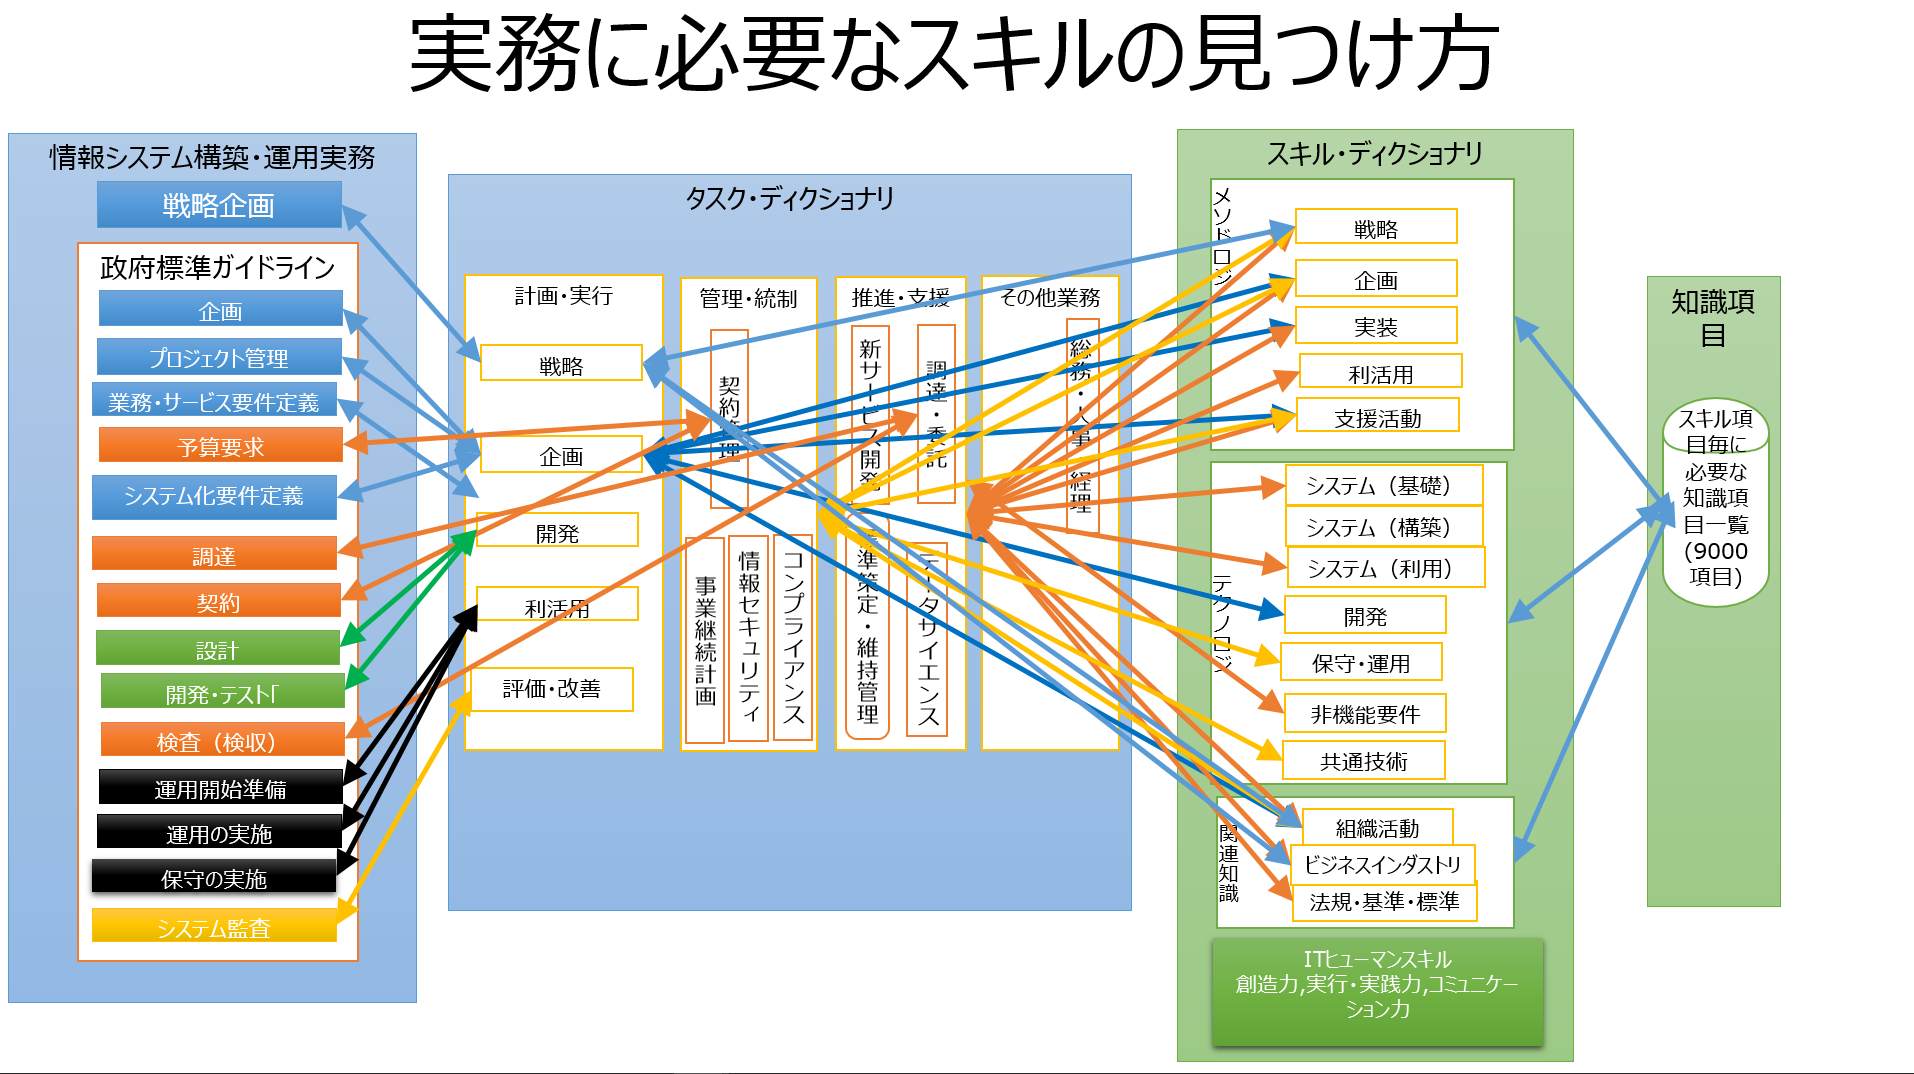 実務に必要なスキルの見つけ方
情報システム構築・運用実務
戦略企画
政府標準ガイドライン
企画
プロジェクト管理
業務・サービス要件定義
予算要求
システム化要件定義
調達
契約
設計
開発・テスト「
検査（検収）
運用開始準備
運用の実施
保守の実施
システム監査
タスク・ディクショナリ
計画・実行
戦略
企画
開発
利活用
評価・改善
管理・統制
契約管理
事業継続計画
情報セキュリティ
コンプライアンス
推進・支援
新サービス開発
調達・委託
準策定・維持管理
データサイエンス
その他業務
総務・人事・経理
スキル・ディクショナリ
メソドロジ
戦略
企画
実装
利活用
支援活動
テクノロジ
システム（基礎）
システム（構築）
システム（利用）
開発
保守・運用
非機能要件
共通技術
関連知識
組織活動
ビジネスインダストリ
法規・基準・標準
ITヒューマンスキル
創造力,実行・実践力,コミュニケー
ション力
知識項
目
スキル項
目毎に
必要な
知識項
目一覧
(9000
項目)